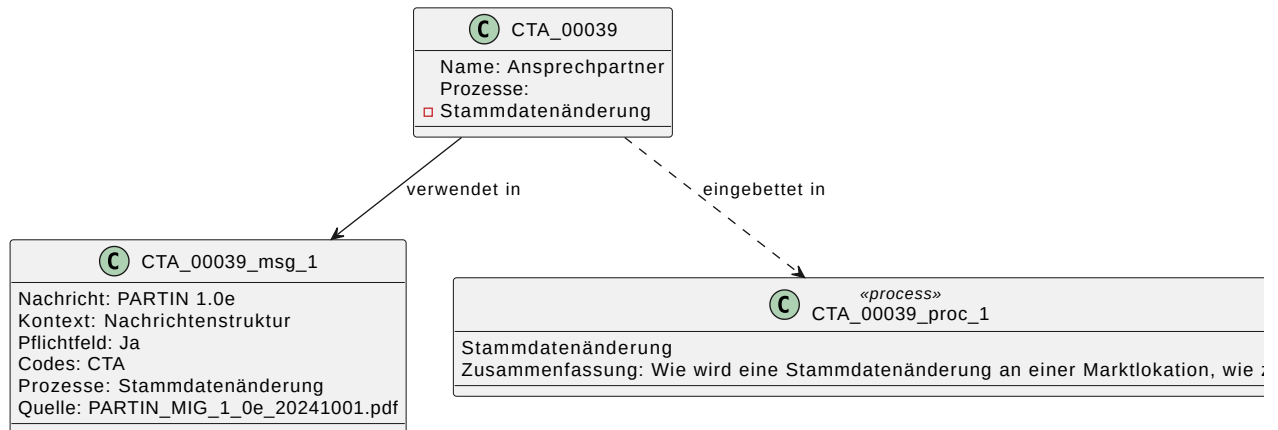 C CTA_00039
Name: Ansprechpartner
Prozesse:
Stammdatenänderung
verwendet in
eingebettet in
C CTA_00039_msg_1
Nachricht: PARTIN 1.0e
Kontext: Nachrichtenstruktur
Pflichtfeld: Ja
Codes: CTA
Prozesse: Stammdatenänderung
Quelle: PARTIN_MIG_1_0e_20241001.pdf
«process»
C CTA_00039_proc_1
Stammdatenänderung
Zusammenfassung: Wie wird eine Stammdatenänderung an einer Marktlokation, wie